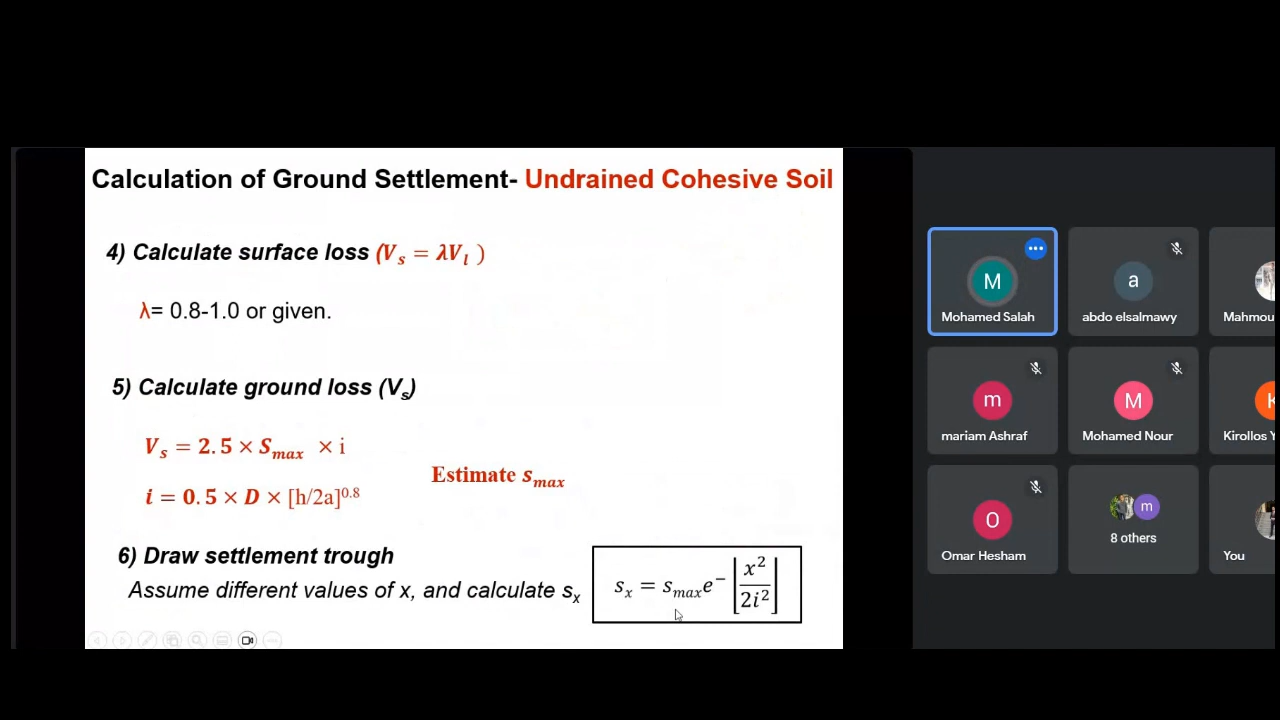 Calculation of Ground Settlement- Undrained Cohesive Soil
4) Calculate surface loss (Vₛ = λVₗ )
λ= 0.8-1.0 or given.
5) Calculate ground loss (Vₛ)
Vₛ = 2.5 × Sₘₐₓ × i
i = 0.5 × D × [h/2a]^0.8
Estimate sₘₐₓ
6) Draw settlement trough
Assume different values of x, and calculate sₓ
sₓ = sₘₐₓe⁻ ⌊x²/2i²⌋
M
Mohamed Salah
a
abdo elsalmawy
Mahmou
m
mariam Ashraf
M
Mohamed Nour
K
Kirollos Y
O
Omar Hesham
m
8 others
You